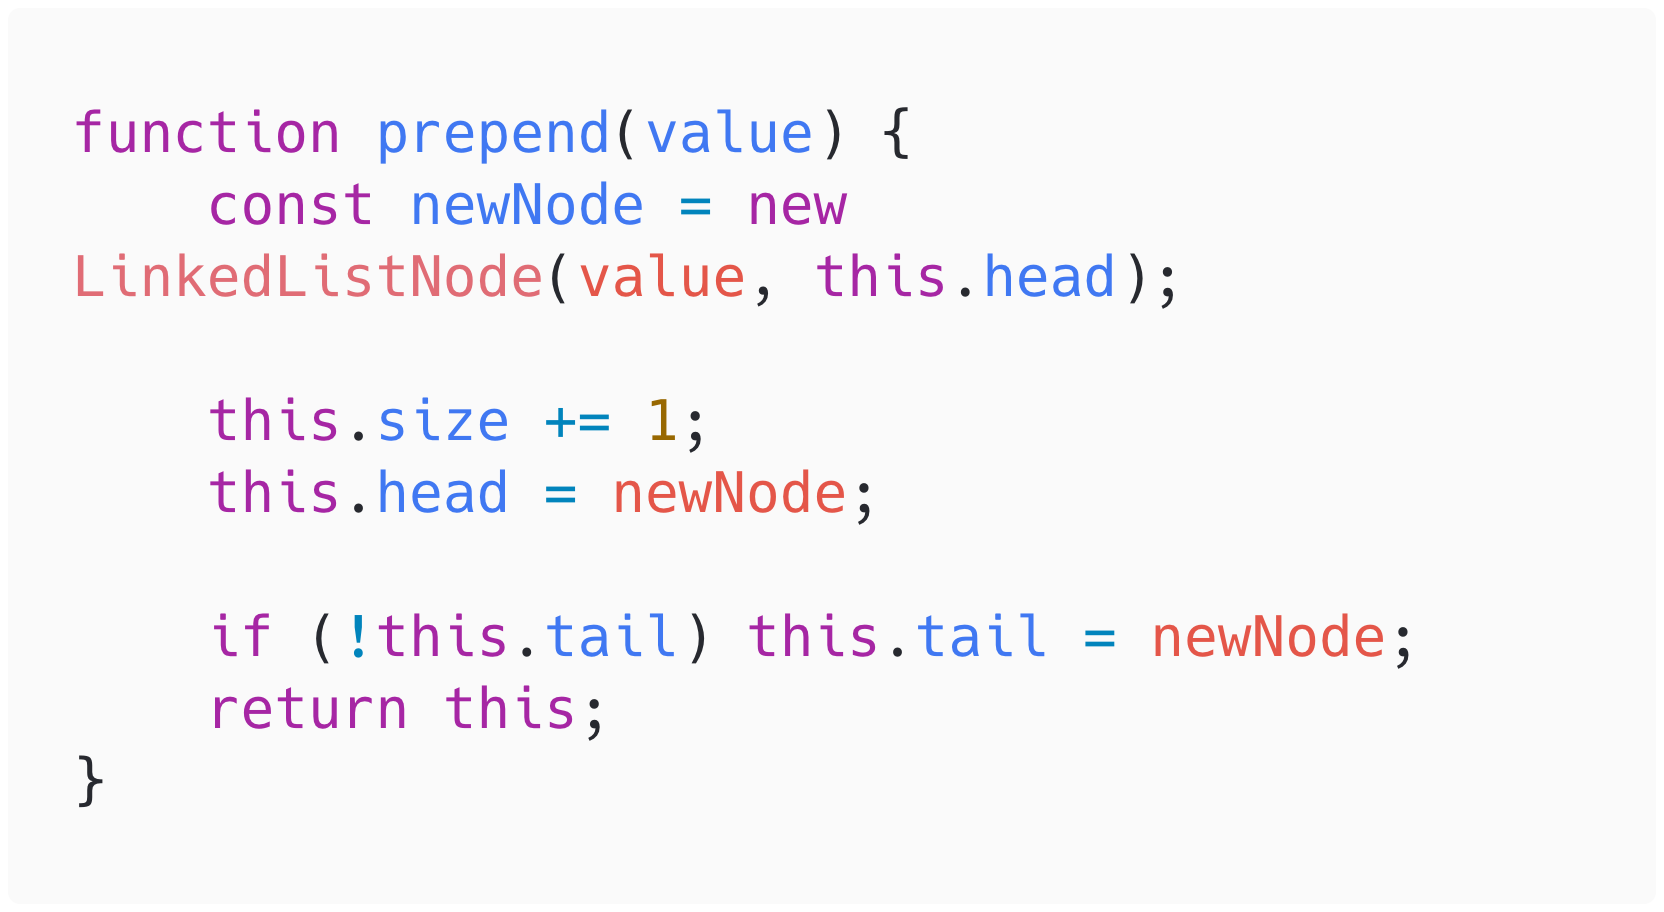 function prepend(value) {
    const newNode = new
LinkedListNode(value, this.head);

    this.size += 1;
    this.head = newNode;

    if (!this.tail) this.tail = newNode;
    return this;
}